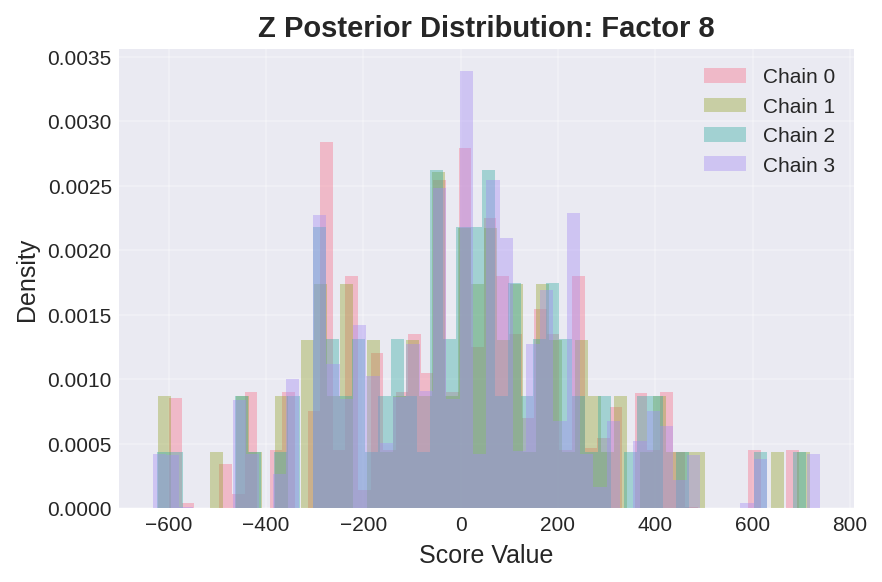 Z Posterior Distribution: Factor 8
0.0035
0.0030
0.0025
0.0020
0.0015
0.0010
0.0005
0.0000
Density
Chain 0
Chain 1
Chain 2
Chain 3
−600
−400
−200
0
200
400
600
800
Score Value